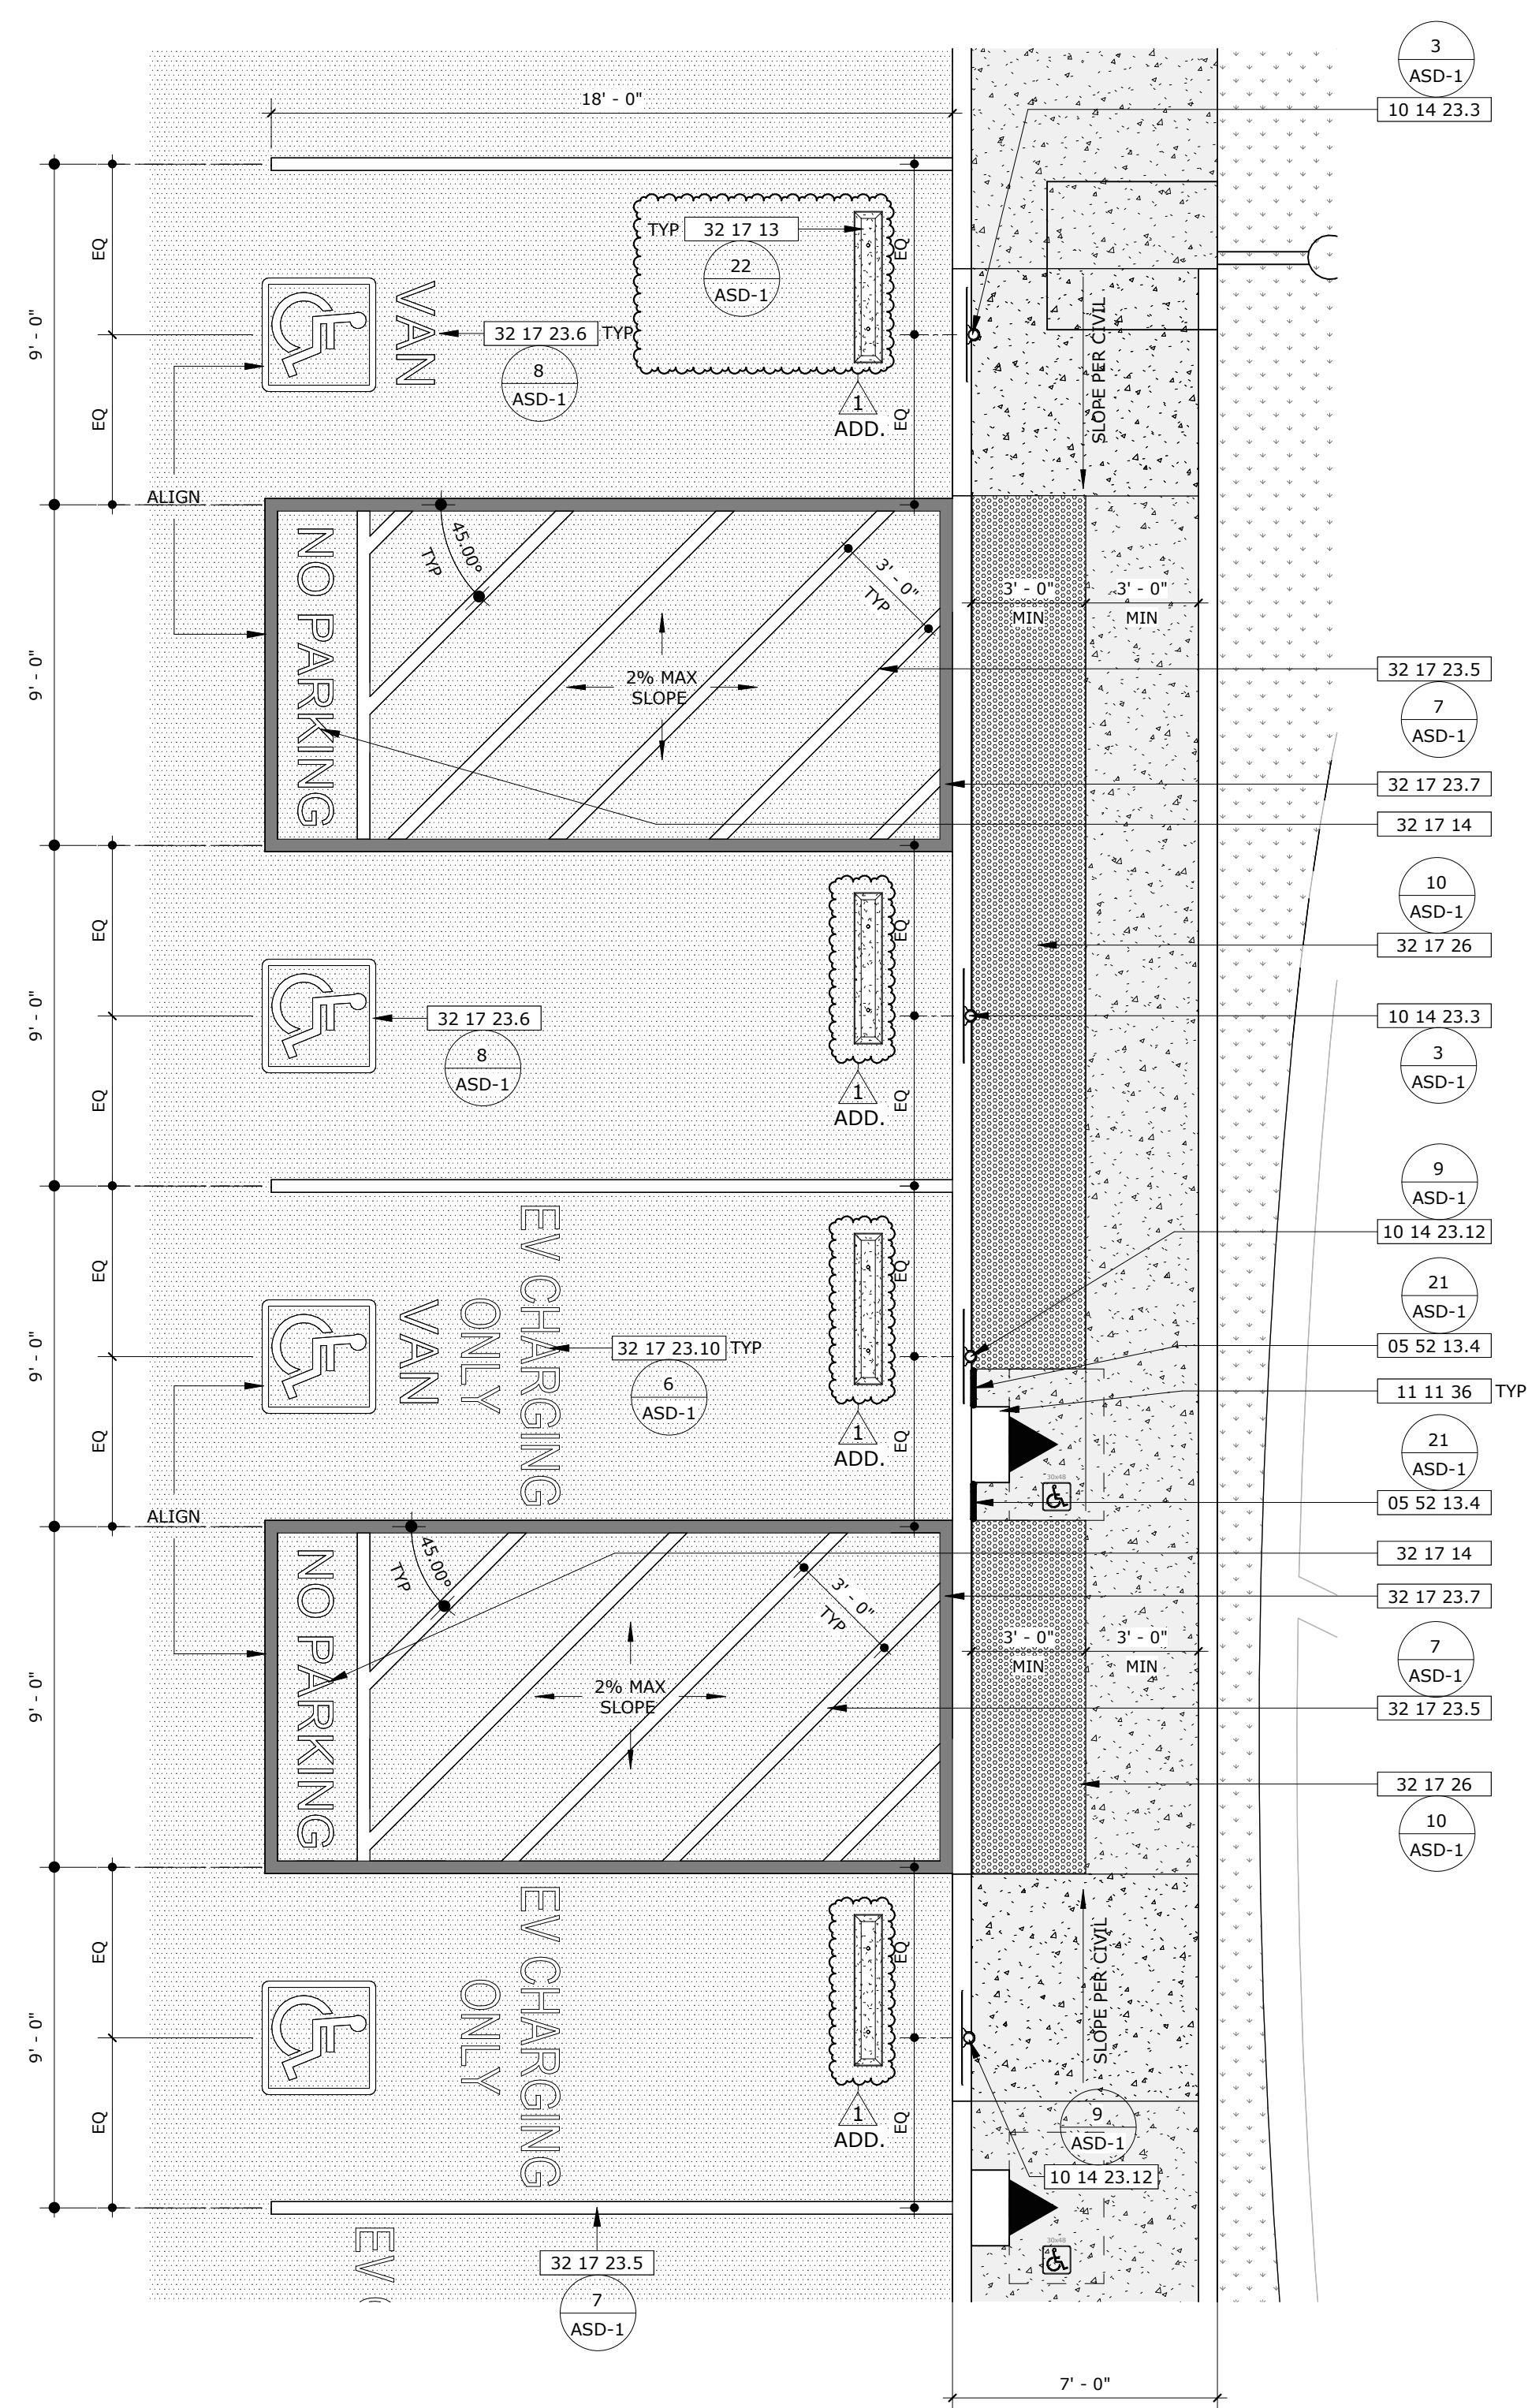 3
ASD-1
10 14 23.3
18' - 0"
TYP
32 17 13
22
ASD-1
EQ
EQ
9' - 0"
VAN
32 17 23.6
TYP
8
ASD-1
SLOPE PER CIVIL
EQ
EQ
1
ADD.
ALIGN
NO PARKING
45.00°
TYP
3' - 0"
TYP
3' - 0"
MIN
3' - 0"
MIN
9' - 0"
2% MAX
SLOPE
32 17 23.5
7
ASD-1
32 17 23.7
32 17 14
10
ASD-1
32 17 26
EQ
EQ
9' - 0"
32 17 23.6
8
ASD-1
10 14 23.3
3
ASD-1
EQ
EQ
1
ADD.
9
ASD-1
10 14 23.12
EQ
EQ
9' - 0"
VAN
EV CHARGING
ONLY
32 17 23.10
TYP
6
ASD-1
21
ASD-1
05 52 13.4
11 11 36
TYP
EQ
EQ
1
ADD.
21
ASD-1
30x48
05 52 13.4
ALIGN
NO PARKING
45.00°
TYP
3' - 0"
TYP
32 17 14
32 17 23.7
3' - 0"
MIN
3' - 0"
MIN
9' - 0"
2% MAX
SLOPE
7
ASD-1
32 17 23.5
32 17 26
10
ASD-1
EQ
EQ
9' - 0"
EV CHARGING
ONLY
SLOPE PER CIVIL
EQ
EQ
1
ADD.
9
ASD-1
10 14 23.12
30x48
EV
32 17 23.5
7
ASD-1
7' - 0"